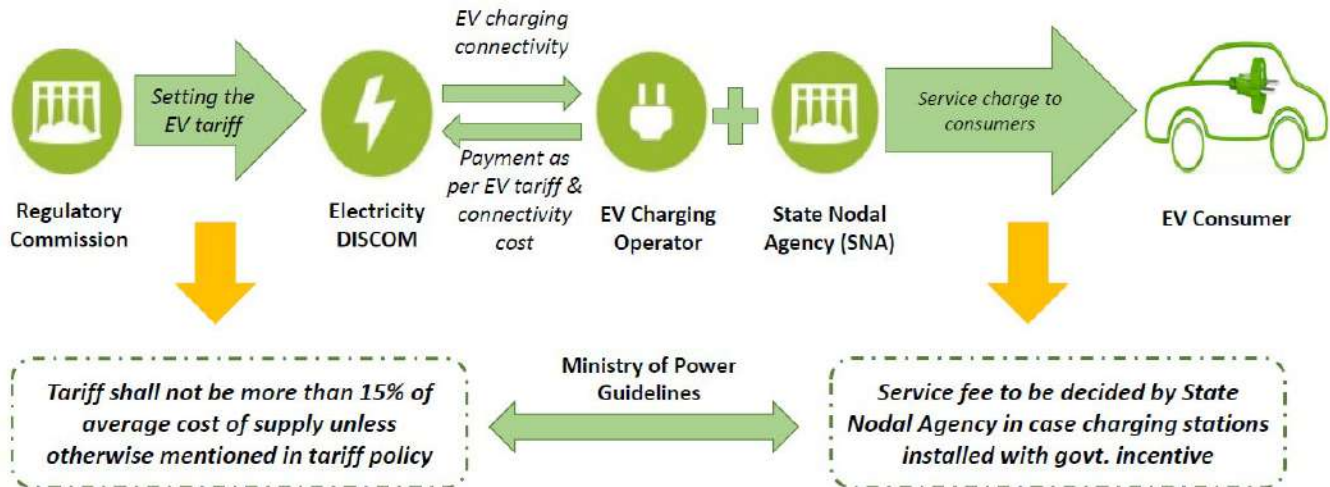 EV charging
connectivity
Setting the
EV tariff
Service charge to
consumers
Payment as
per EV tariff &
connectivity
cost
Regulatory
Commission
Electricity
DISCOM
EV Charging
Operator
State Nodal
Agency (SNA)
EV Consumer
Ministry of Power
Guidelines
Tariff shall not be more than 15% of
average cost of supply unless
otherwise mentioned in tariff policy
Service fee to be decided by State
Nodal Agency in case charging stations
installed with govt. incentive